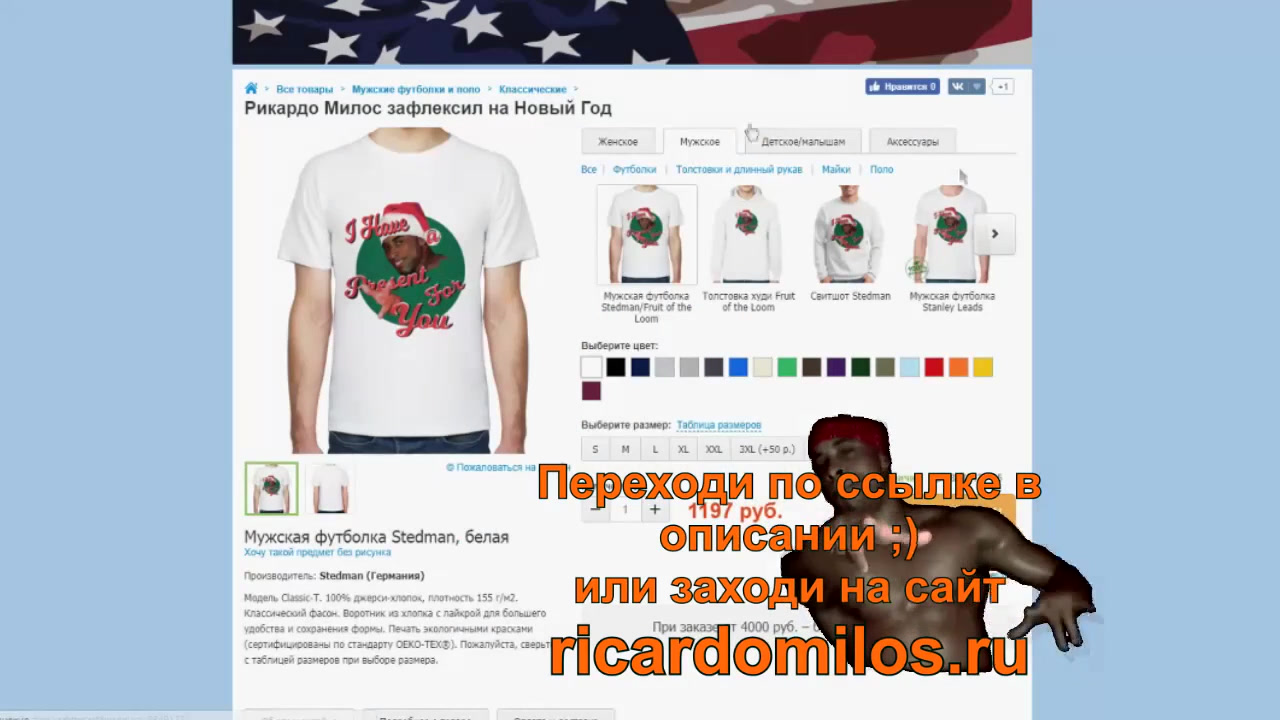 Все товары > Мужские футболки и поло > Классические >
Нравится 0
+1
Рикардо Милос зафлексил на Новый Год
Женское
Мужское
Детское/малышам
Аксессуары
Все | Футболки | Толстовки и длинный рукав | Майки | Поло
I Have
a
Present
For
You
Мужская футболка
Stedman/Fruit of the
Loom
Толстовка худи Fruit
of the Loom
Свитшот Stedman
Мужская футболка
Stanley Leads
Выберите цвет:
Выберите размер: Таблица размеров
S M L XL XXL 3XL (+50 р.)
Пожаловаться на
1
1197 руб.
Переходи по ссылке в
описании ;)
или заходи на сайт
ricardomilos.ru
При заказе от 4000 руб. –
Мужская футболка Stedman, белая
Хочу такой предмет без рисунка
Производитель: Stedman (Германия)
Модель Classic-T. 100% джерси-хлопок, плотность 155 г/м2.
Классический фасон. Воротник из хлопка с лайкрой для большего
удобства и сохранения формы. Печать экологичными красками
(сертифицированы по стандарту OEKO-TEX®). Пожалуйста, сверьт
с таблицей размеров при выборе размера.